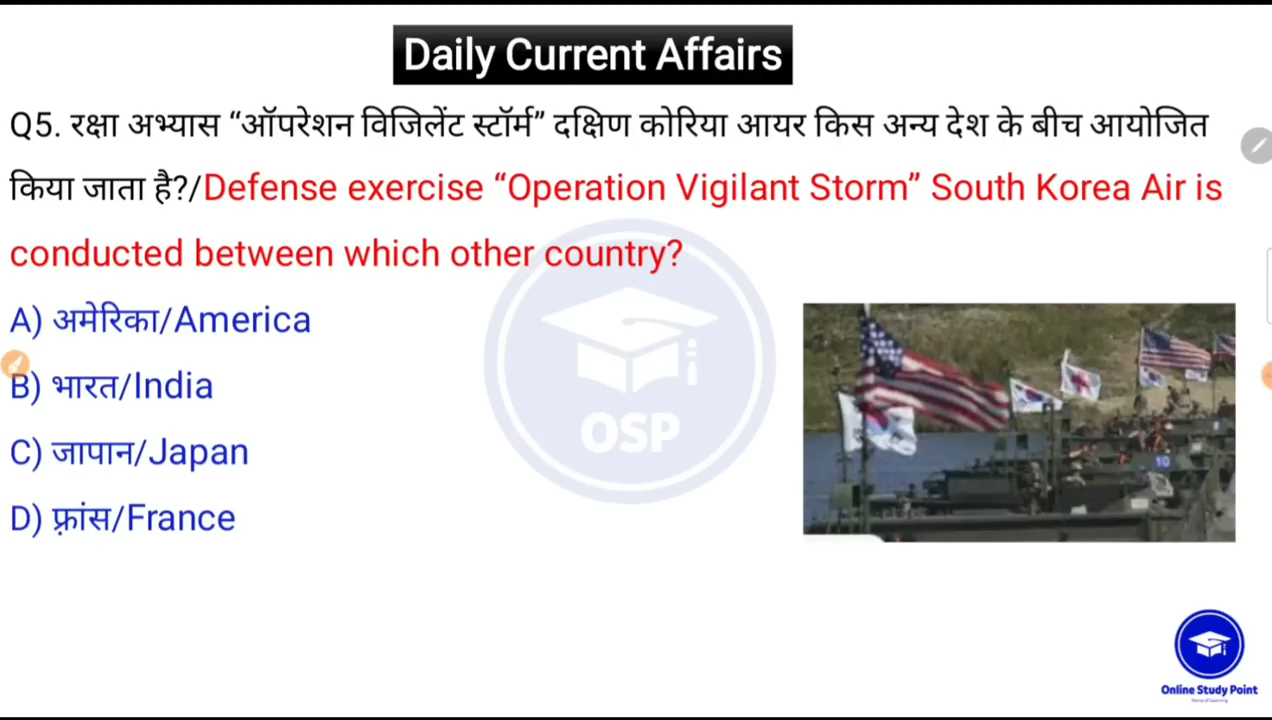 Daily Current Affairs
Q5. रक्षा अभ्यास “ऑपरेशन विजिलेंट स्टॉर्म” दक्षिण कोरिया आयर किस अन्य देश के बीच आयोजित
किया जाता है?/Defense exercise “Operation Vigilant Storm” South Korea Air is
conducted between which other country?
A) अमेरिका/America
B) भारत/India
C) जापान/Japan
D) फ़्रांस/France
OSP
10
Online Study Point